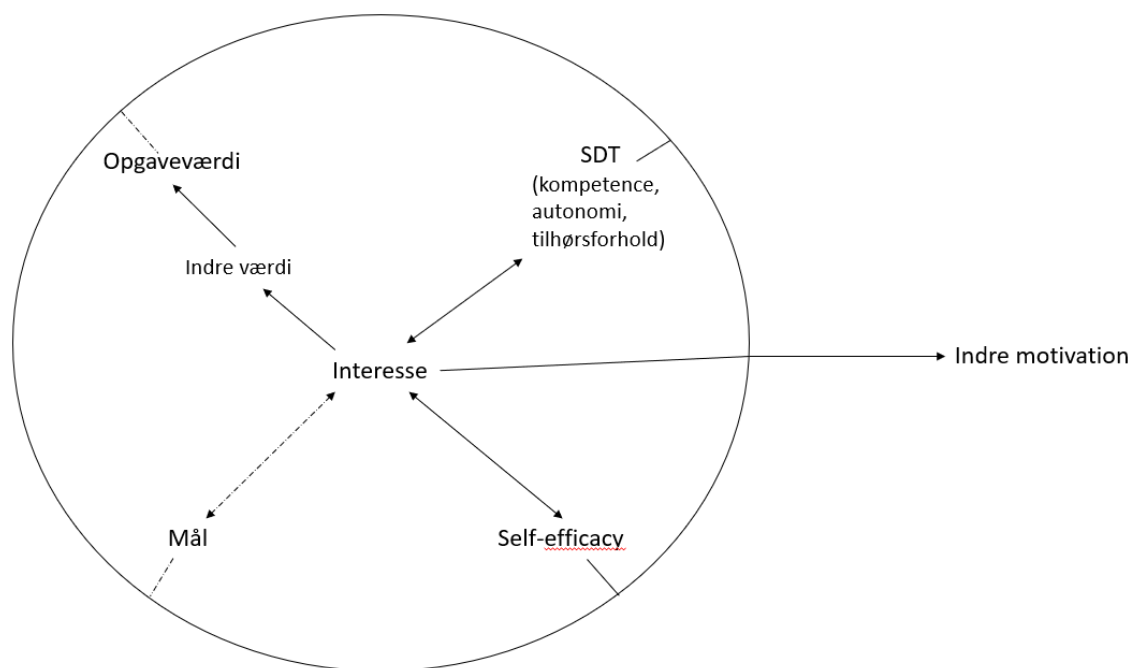 Opgaveværdi
SDT
(kompetence,
autonomi,
tilhørsforhold)
Indre værdi
Interesse
Indre motivation
Mål
Self-efficacy